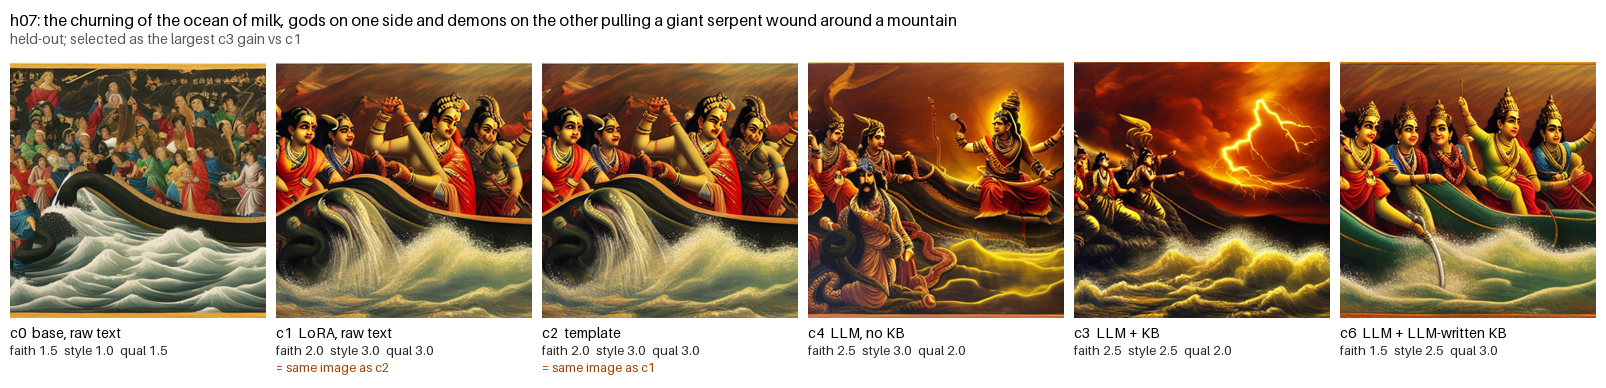 h07: the churning of the ocean of milk, gods on one side and demons on the other pulling a giant serpent wound around a mountain
held-out; selected as the largest c3 gain vs c1
c0 base, raw text
faith 1.5 style 1.0 qual 1.5
c1 LoRA, raw text
faith 2.0 style 3.0 qual 3.0
= same image as c2
c2 template
faith 2.0 style 3.0 qual 3.0
= same image as c1
c4 LLM, no KB
faith 2.5 style 3.0 qual 2.0
c3 LLM + KB
faith 2.5 style 2.5 qual 2.0
c6 LLM + LLM-written KB
faith 1.5 style 2.5 qual 3.0